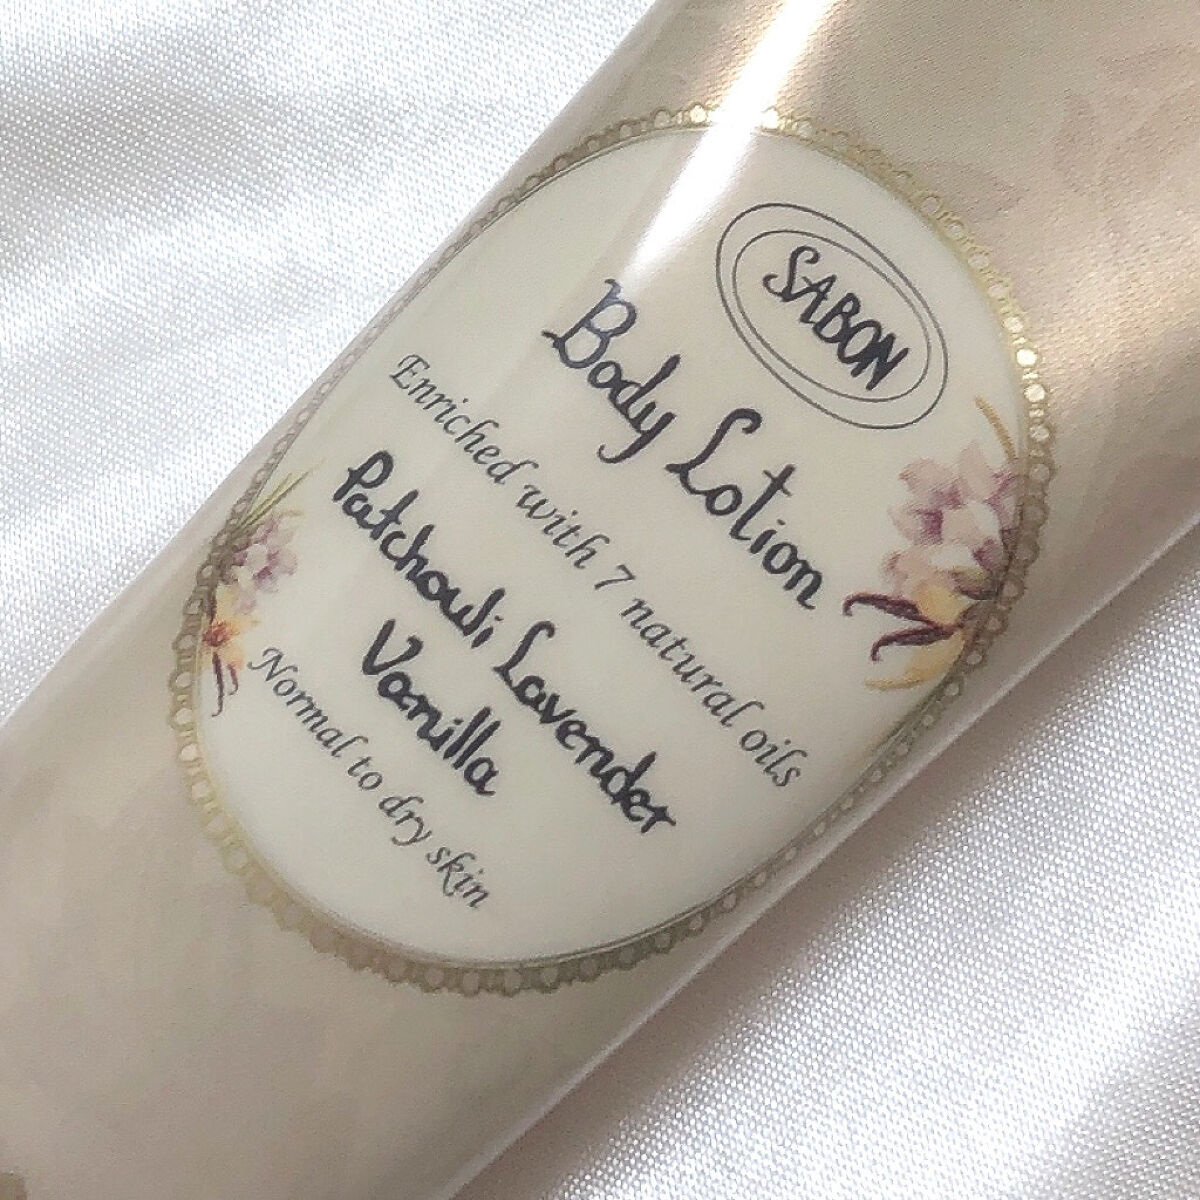 SABON
Body Lotion
Enriched with 7 natural oils
Patchouli Lavender
Vanilla
Normal to dry skin